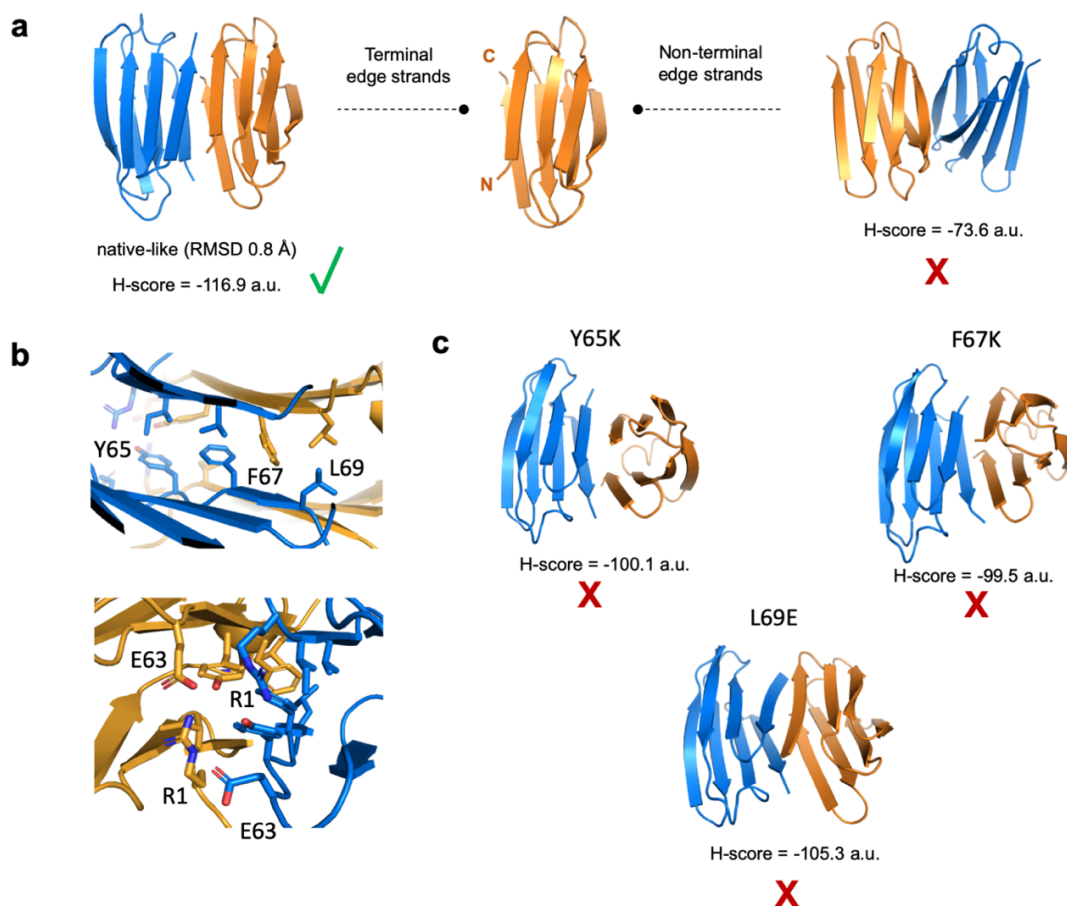 a
Terminal
edge strands
C
N
Non-terminal
edge strands
native-like (RMSD 0.8 Å)
H-score = -116.9 a.u.
H-score = -73.6 a.u.
X
b
Y65
F67
L69
E63
R1
R1
E63
c
Y65K
F67K
H-score = -100.1 a.u.
X
H-score = -99.5 a.u.
X
L69E
H-score = -105.3 a.u.
X